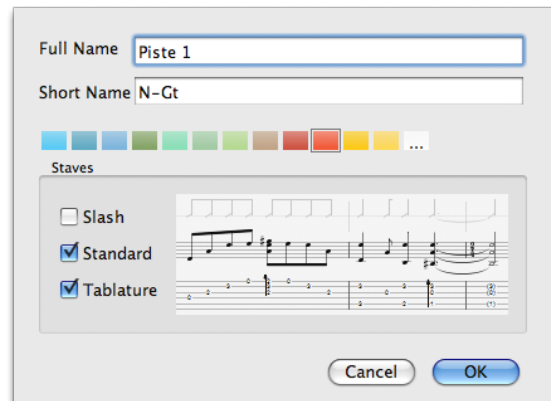 Full Name Piste 1
Short Name N-Gt
...
Staves
Slash
Standard
Tablature
Cancel OK